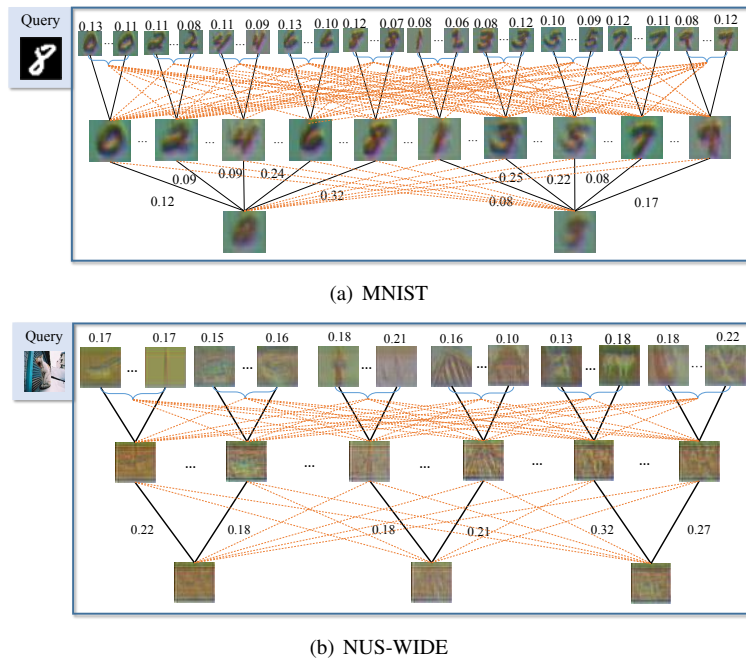 Query
0.13 0.11 0.11 0.08 0.11 0.09 0.13 0.10 0.12 0.07 0.08 0.06 0.08 0.12 0.10 0.09 0.12 0.11 0.08 0.12
... ... ... ... ... ... ... ... ... ...
... ... ... ... ... ... ... ... ...
0.12 0.09 0.09 0.24 0.32 0.08 0.25 0.22 0.08 0.17
(a) MNIST
Query
0.17 0.17 0.15 0.16 0.18 0.21 0.16 0.10 0.13 0.18 0.18 0.22
... ... ... ... ... ...
... ... ... ... ...
0.22 0.18 0.18 0.21 0.32 0.27
(b) NUS-WIDE